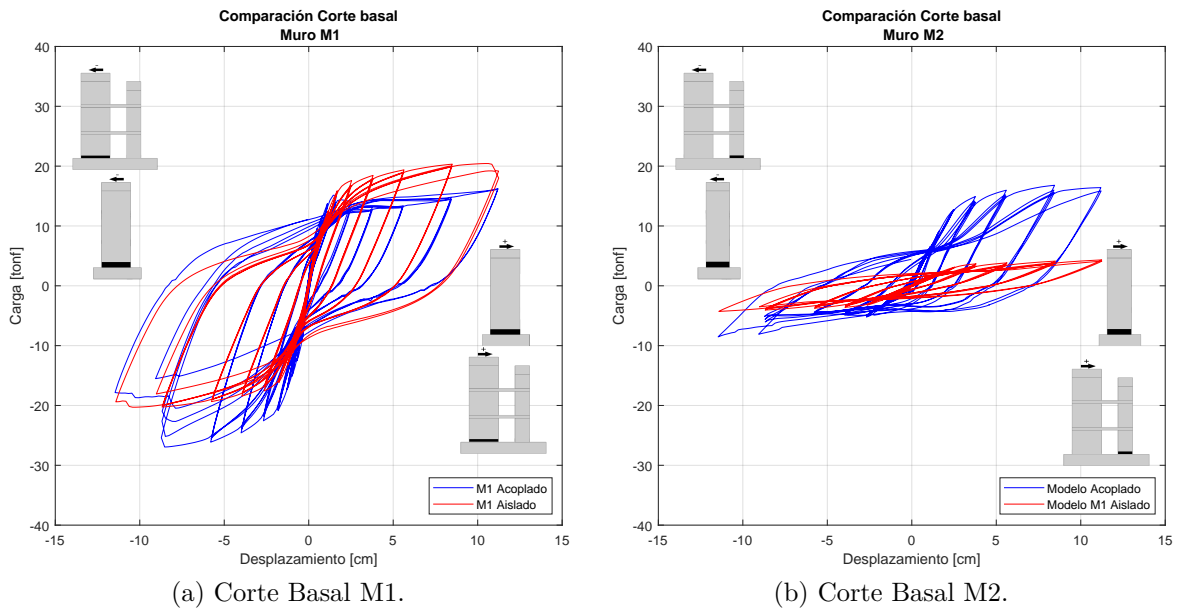 Comparación Corte basal
Muro M1
40
30
20
10
0
-10
-20
-30
-40
Carga [tonf]
-
-
+
+
M1 Acoplado
M1 Aislado
-15
-10
-5
0
5
10
15
Desplazamiento [cm]
(a) Corte Basal M1.
Comparación Corte basal
Muro M2
40
30
20
10
0
-10
-20
-30
-40
Carga [tonf]
-
-
+
+
Modelo Acoplado
Modelo M1 Aislado
-15
-10
-5
0
5
10
15
Desplazamiento [cm]
(b) Corte Basal M2.